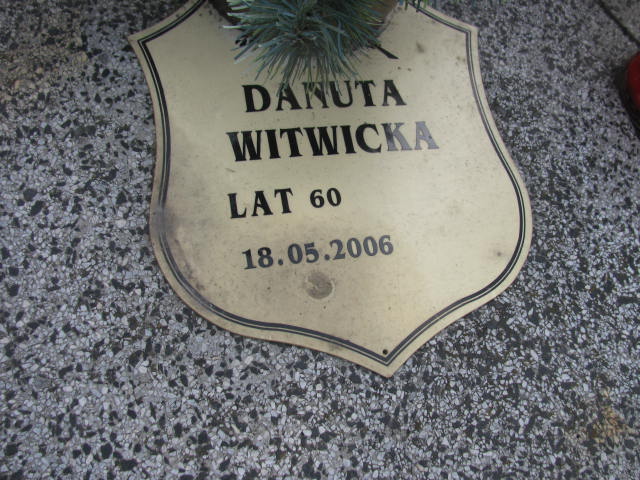 DANUTA
WITWICKA
LAT 60
18.05.2006